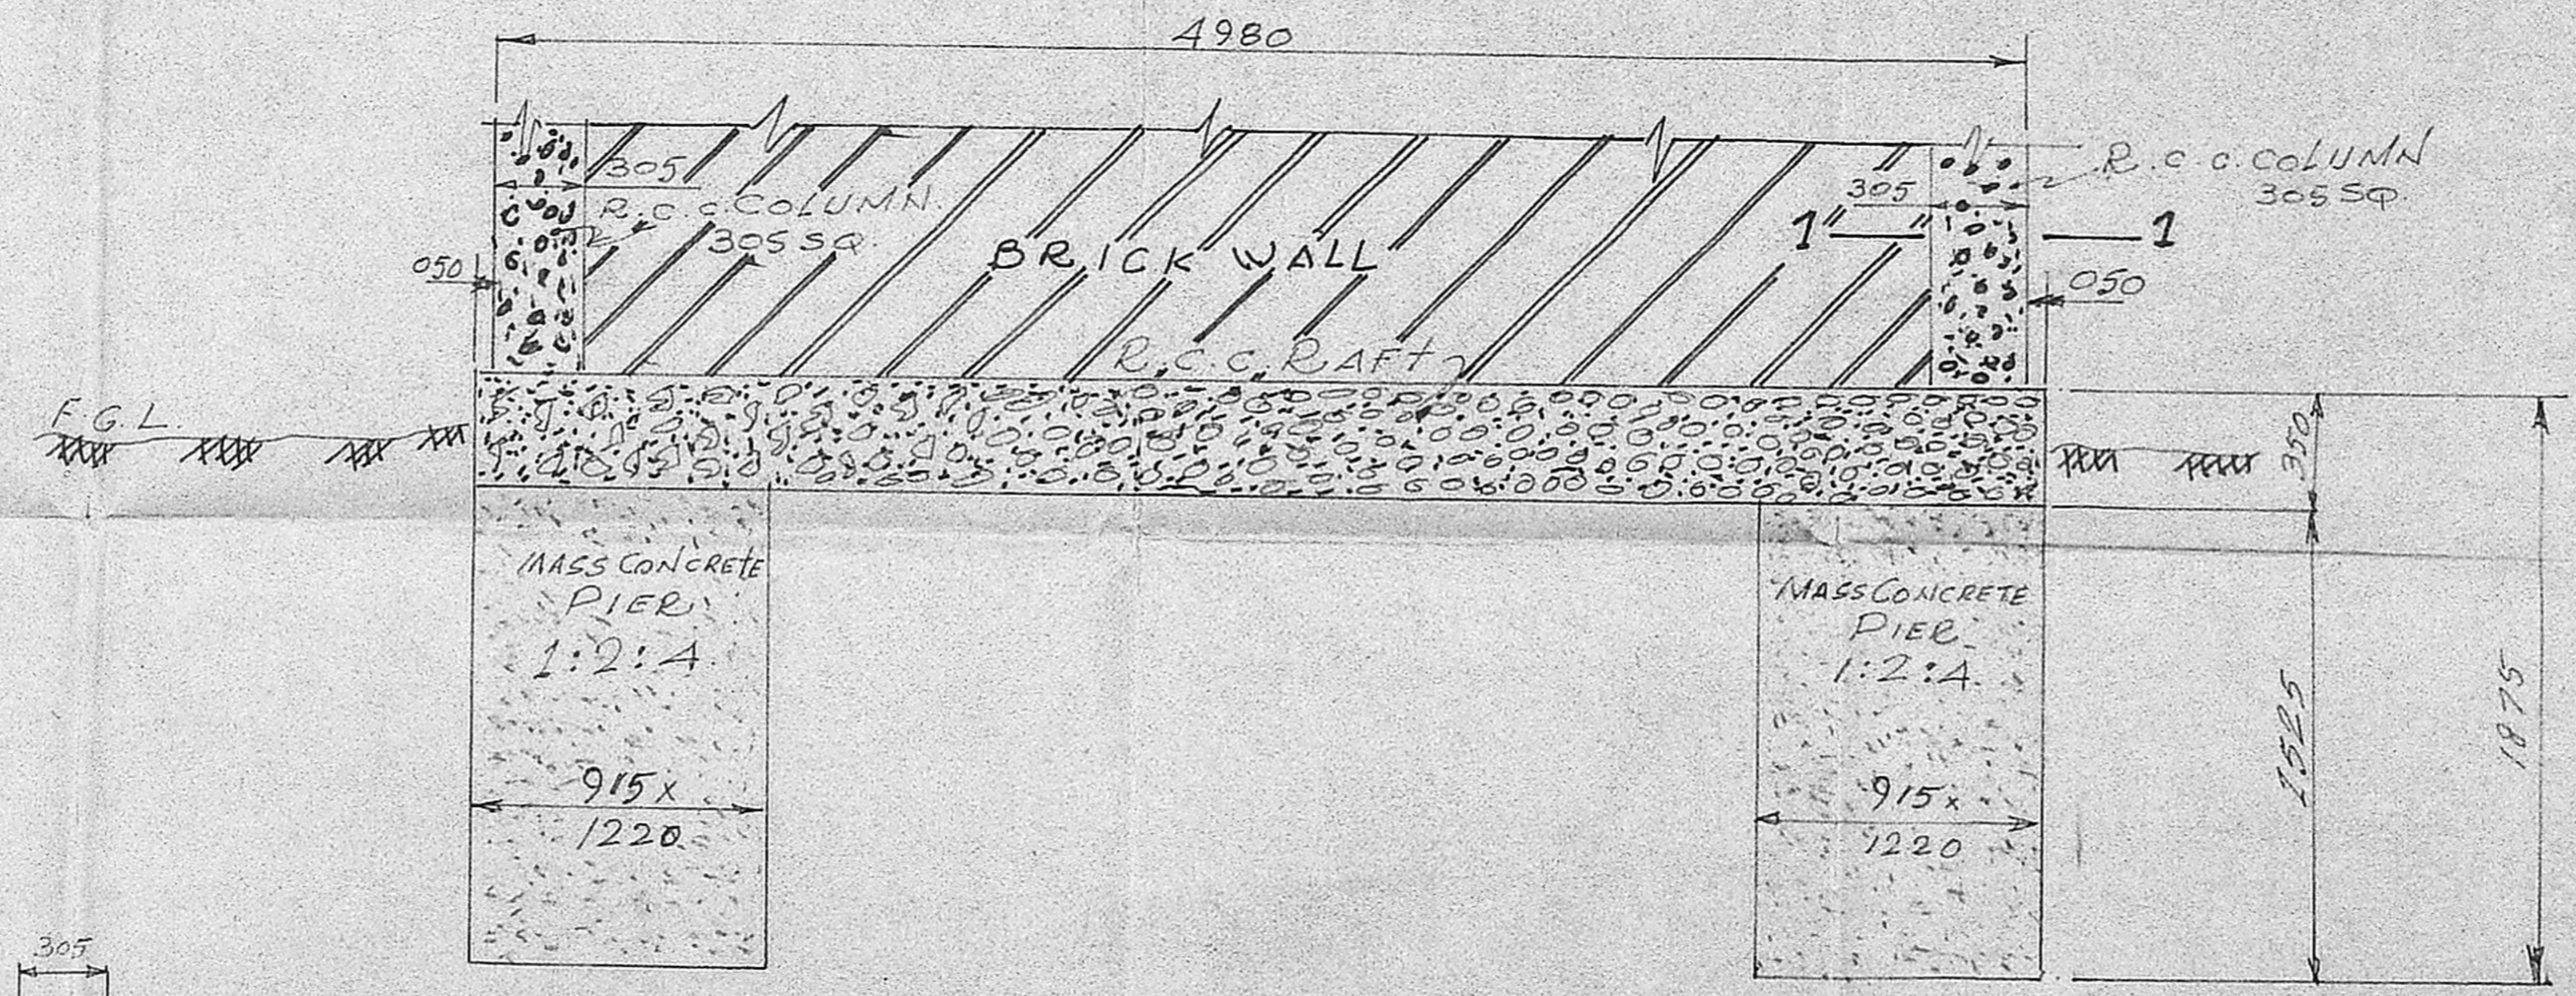 4980
305
R.C.C. COLUMN.
305 SQ.
050
BRICK WALL
305
R.C.C. COLUMN
305 SQ.
1 1
050
R.C.C. RAFT
F.G.L.
350
MASS CONCRETE
PIER
1:2:4.
915 x
1220
MASS CONCRETE
PIER
1:2:4.
915 x
1220
1525
1875
305